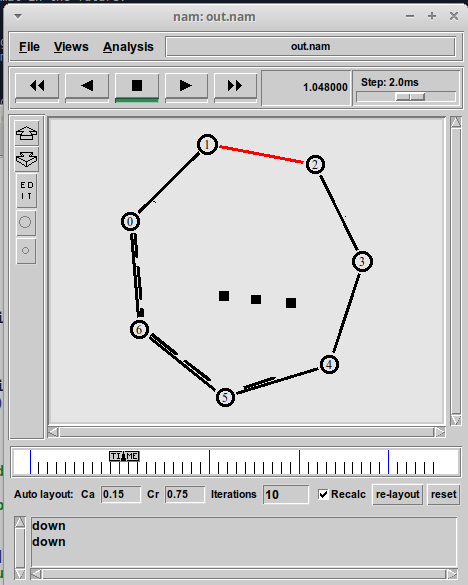 nam: out.nam
File Views Analysis out.nam
1.048000 Step: 2.0ms
EDIT
1
2
0
3
6
4
5
TIME
Auto layout: Ca 0.15 Cr 0.75 Iterations 10 Recalc re-layout reset
down
down